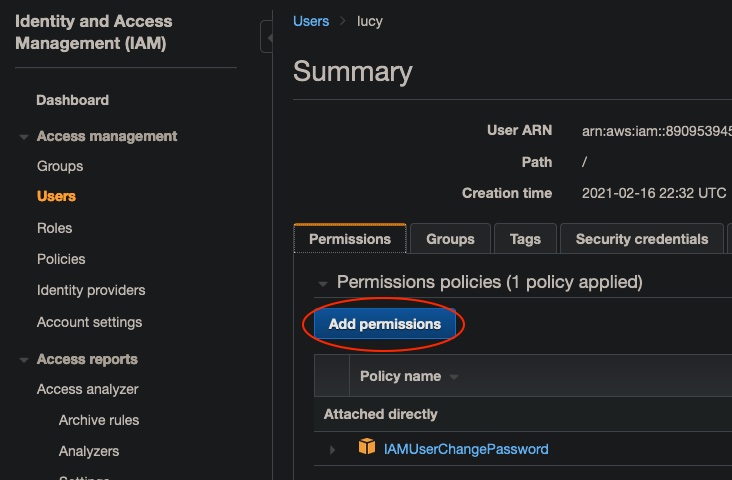 Identity and Access
Management (IAM)
Dashboard
Access management
Groups
Users
Roles
Policies
Identity providers
Account settings
Access reports
Access analyzer
Archive rules
Analyzers
Settings
Users > lucy
Summary
User ARN arn:aws:iam::890953945
Path /
Creation time 2021-02-16 22:32 UTC
Permissions Groups Tags Security credentials
Permissions policies (1 policy applied)
Add permissions
Policy name
Attached directly
IAMUserChangePassword